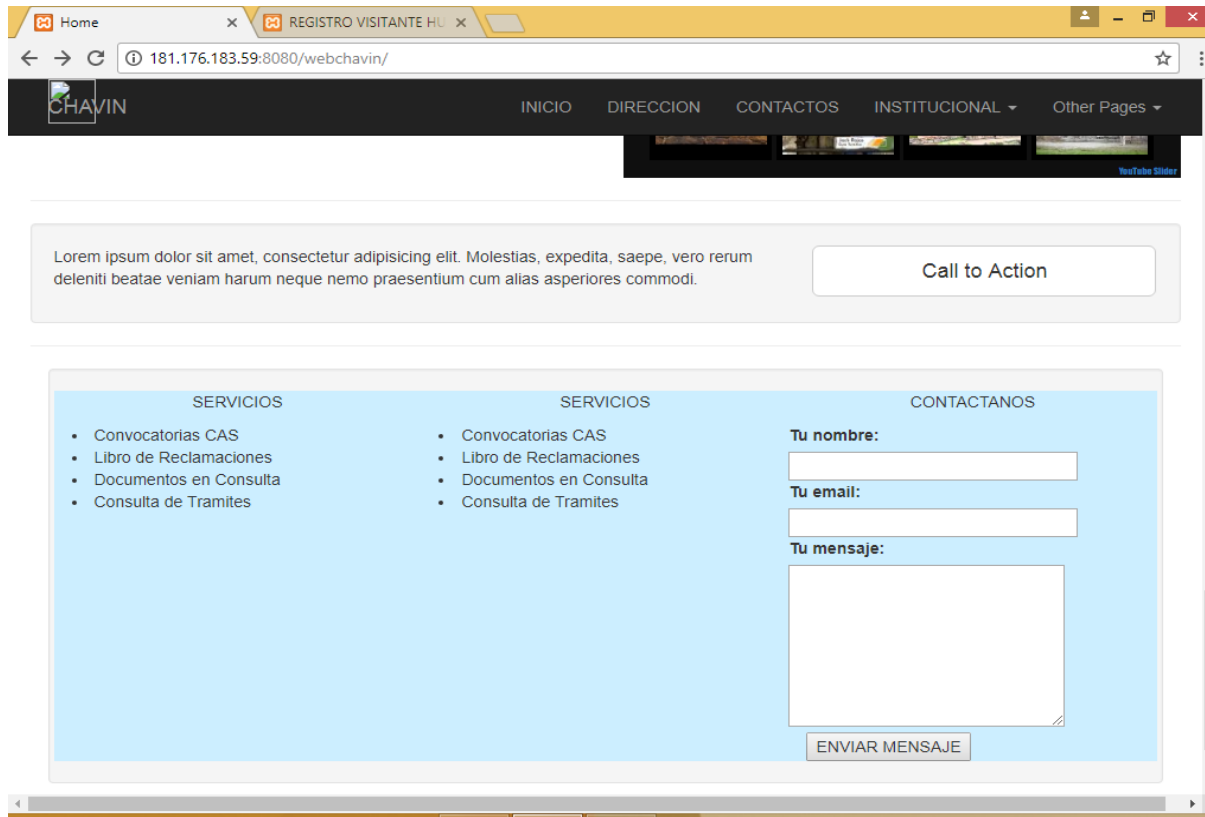 Home
REGISTRO VISITANTE HU
181.176.183.59:8080/webchavin/
CHAVIN
INICIO
DIRECCION
CONTACTOS
INSTITUCIONAL
Other Pages
YouTube Slider
Lorem ipsum dolor sit amet, consectetur adipisicing elit. Molestias, expedita, saepe, vero rerum
deleniti beatae veniam harum neque nemo praesentium cum alias asperiores commodi.
Call to Action
SERVICIOS
Convocatorias CAS
Libro de Reclamaciones
Documentos en Consulta
Consulta de Tramites
SERVICIOS
Convocatorias CAS
Libro de Reclamaciones
Documentos en Consulta
Consulta de Tramites
CONTACTANOS
Tu nombre:
Tu email:
Tu mensaje:
ENVIAR MENSAJE